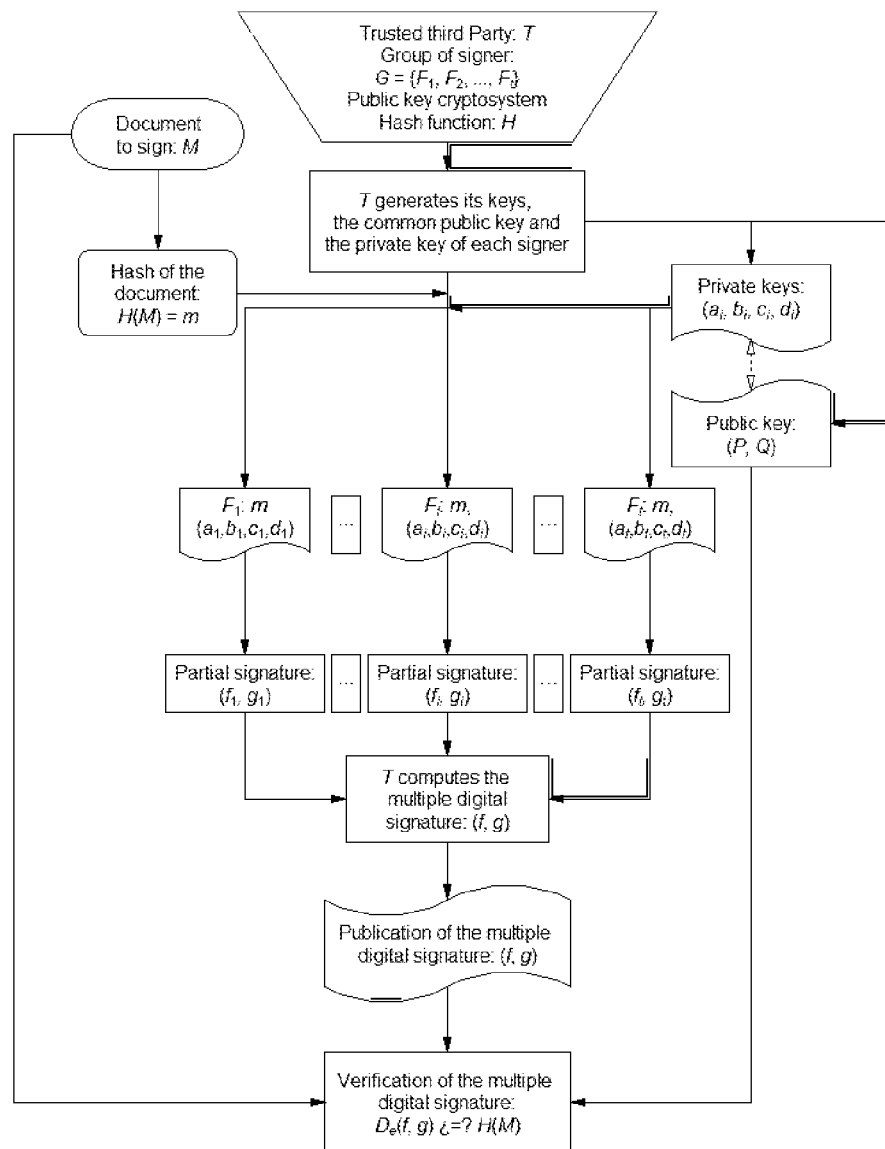 Trusted third Party: T
Group of signer:
G = {F1, F2, ..., Ft}
Public key cryptosystem
Hash function: H
Document
to sign: M
T generates its keys,
the common public key and
the private key of each signer
Hash of the
document:
H(M) = m
Private keys:
(ai, bi, ci, di)
Public key:
(P, Q)
F1: m
(a1,b1,c1,d1)
...
Fi: m,
(ai,bi,ci,di)
...
Ft: m,
(at,bt,ct,dt)
Partial signature:
(f1, g1)
...
Partial signature:
(fi, gi)
...
Partial signature:
(ft, gt)
T computes the
multiple digital
signature: (f, g)
Publication of the multiple
digital signature: (f, g)
Verification of the multiple
digital signature:
De(f, g) ¿=? H(M)